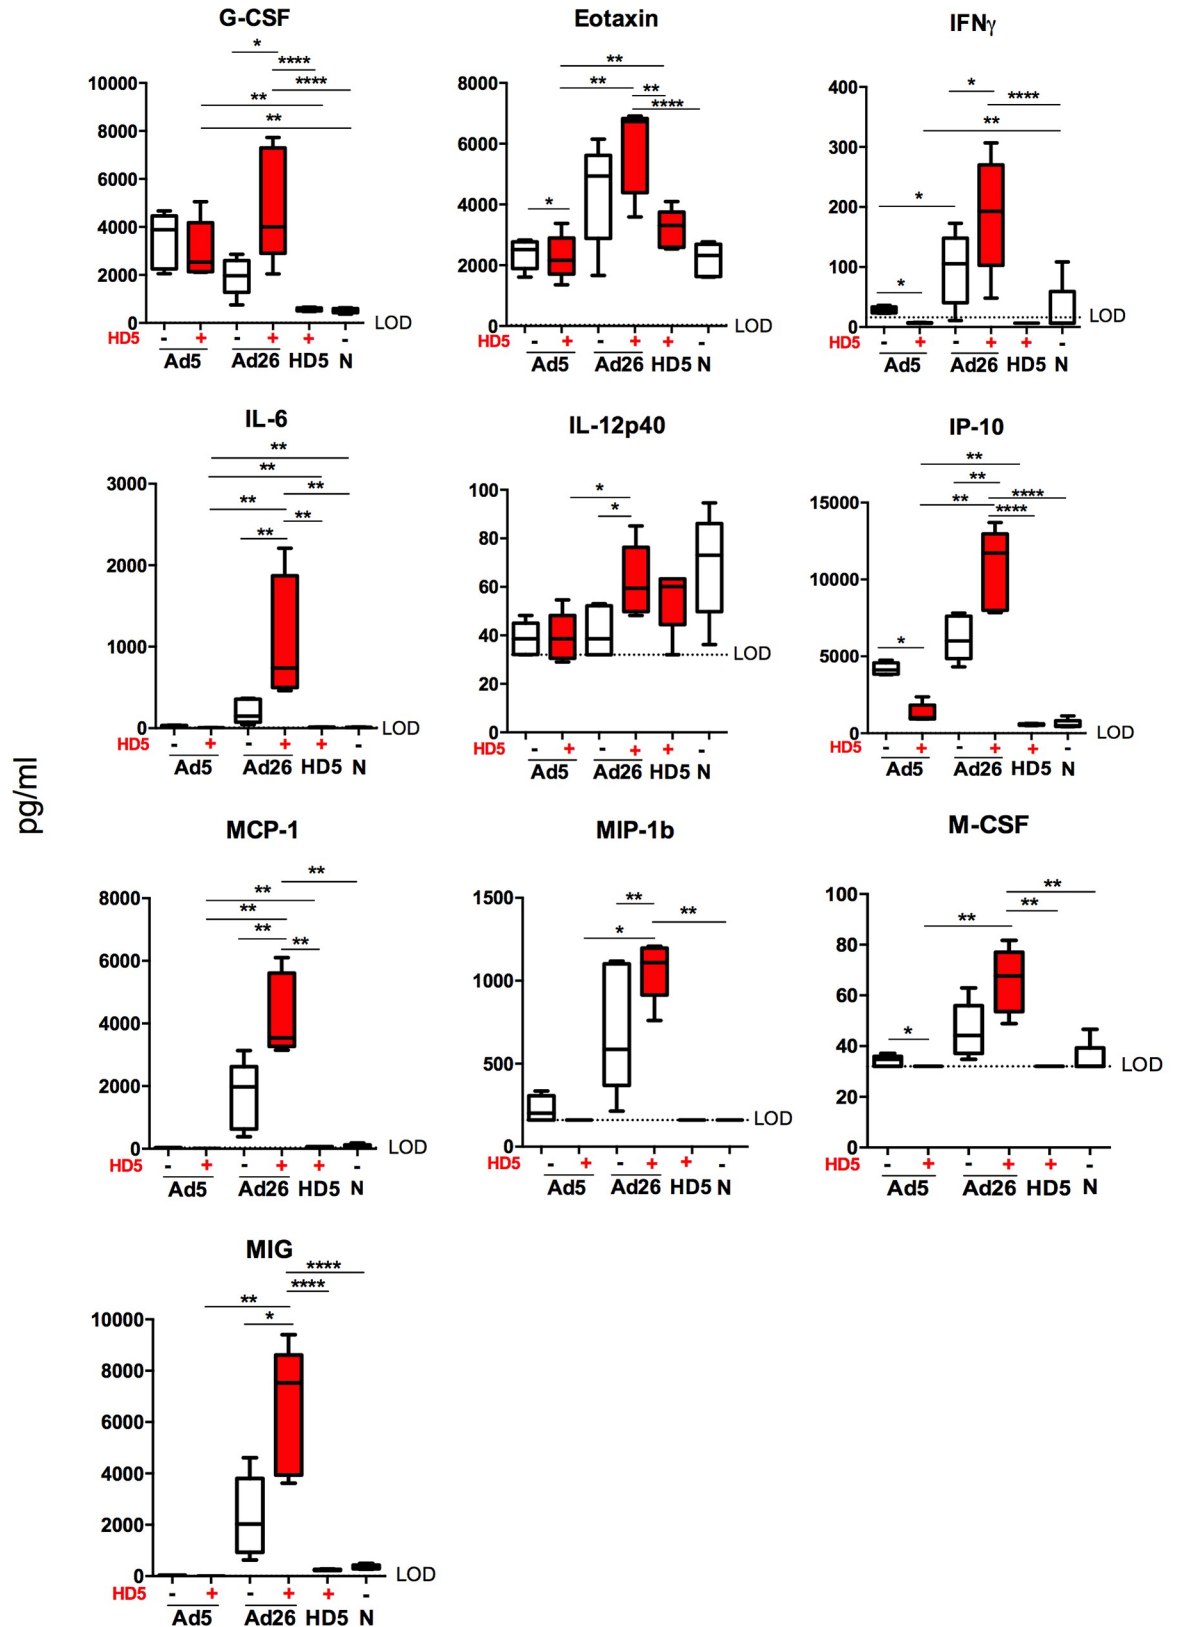 pg/ml
G-CSF
* **** **** ** **
10000
8000
6000
4000
2000
0
LOD
HD5 - + - + + -
Ad5 Ad26 HD5 N
Eotaxin
** ** ** **** *
8000
6000
4000
2000
0
LOD
HD5 - + - + + -
Ad5 Ad26 HD5 N
IFNγ
* **** ** * *
400
300
200
100
0
LOD
HD5 - + - + + -
Ad5 Ad26 HD5 N
IL-6
** ** ** ** ** **
3000
2000
1000
0
LOD
HD5 - + - + + -
Ad5 Ad26 HD5 N
IL-12p40
* *
100
80
60
40
20
0
LOD
HD5 - + - + + -
Ad5 Ad26 HD5 N
IP-10
** ** **** ** **** *
15000
10000
5000
0
LOD
HD5 - + - + + -
Ad5 Ad26 HD5 N
MCP-1
** ** ** ** **
8000
6000
4000
2000
0
LOD
HD5 - + - + + -
Ad5 Ad26 HD5 N
MIP-1b
** ** *
1500
1000
500
0
LOD
HD5 - + - + + -
Ad5 Ad26 HD5 N
M-CSF
** ** ** *
100
80
60
40
20
0
LOD
HD5 - + - + + -
Ad5 Ad26 HD5 N
MIG
**** **** ** *
10000
8000
6000
4000
2000
0
LOD
HD5 - + - + + -
Ad5 Ad26 HD5 N